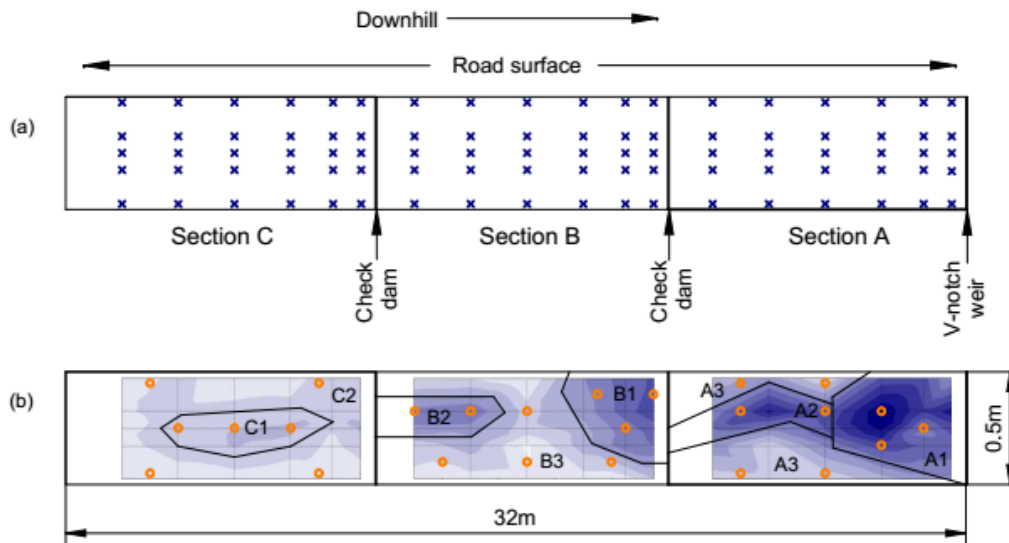 Downhill
Road surface
(a)
Section C
Section B
Section A
Check
dam
Check
dam
V-notch
weir
(b)
C2
C1
B2
B1
B3
A3
A2
A3
A1
0.5m
32m